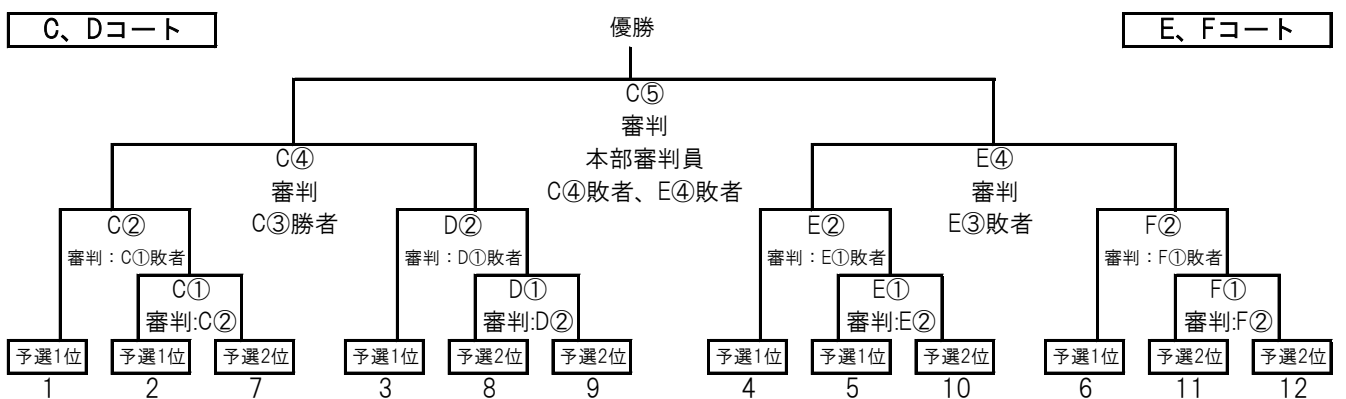 C、Dコート
優勝
E、Fコート
C⑤
審判
本部審判員
C④敗者、E④敗者
C④
審判
C③勝者
E④
審判
E③敗者
C②
審判：C①敗者
D②
審判：D①敗者
E②
審判：E①敗者
F②
審判：F①敗者
C①
審判:C②
D①
審判:D②
E①
審判:E②
F①
審判:F②
予選1位 予選1位 予選2位 予選1位 予選2位 予選2位 予選1位 予選1位 予選2位 予選1位 予選2位 予選2位
1 2 7 3 8 9 4 5 10 6 11 12